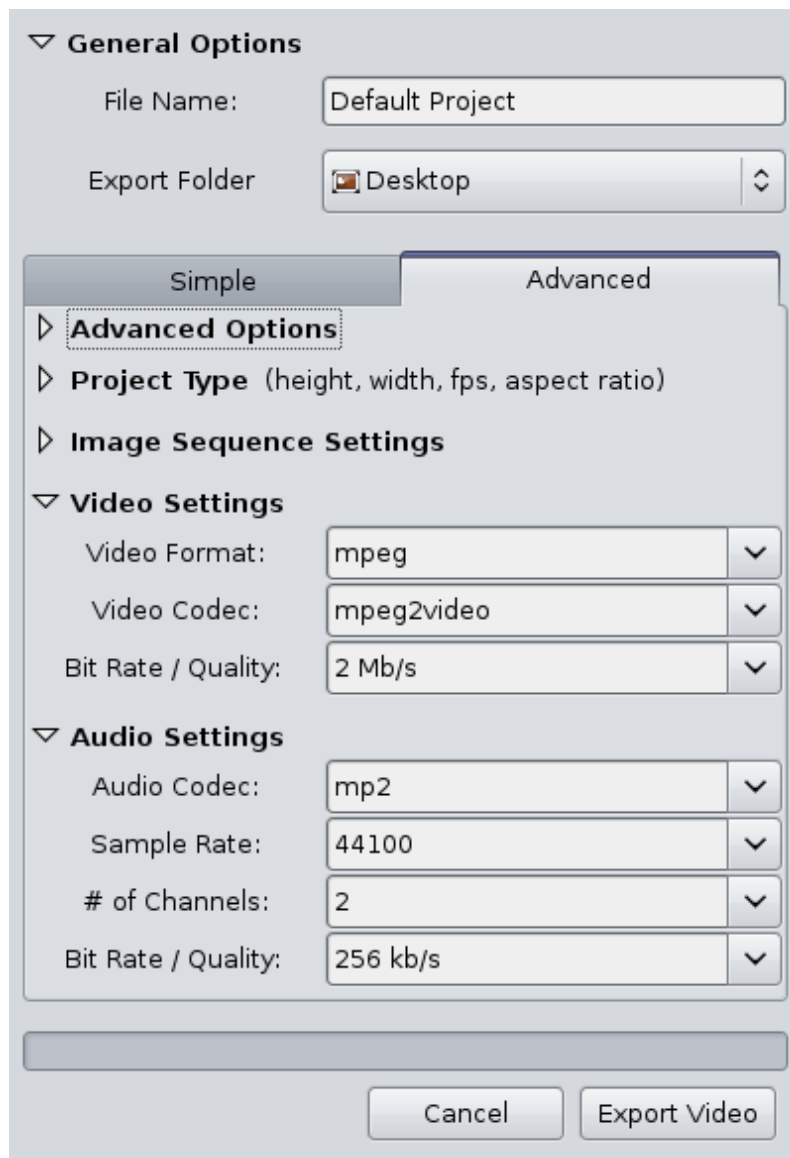 General Options
File Name: Default Project
Export Folder Desktop
Simple Advanced
Advanced Options
Project Type (height, width, fps, aspect ratio)
Image Sequence Settings
Video Settings
Video Format: mpeg
Video Codec: mpeg2video
Bit Rate / Quality: 2 Mb/s
Audio Settings
Audio Codec: mp2
Sample Rate: 44100
# of Channels: 2
Bit Rate / Quality: 256 kb/s
Cancel Export Video